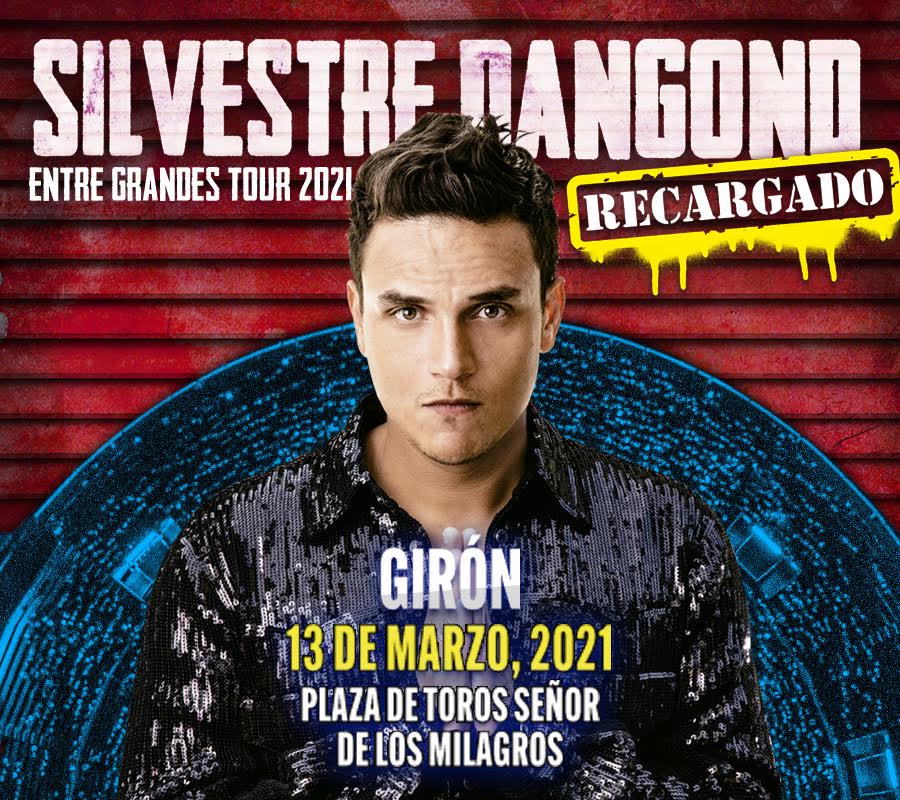 SILVESTRE DANGOND
ENTRE GRANDES TOUR 2021
RECARGADO
GIRÓN
13 DE MARZO, 2021
PLAZA DE TOROS SEÑOR
DE LOS MILAGROS